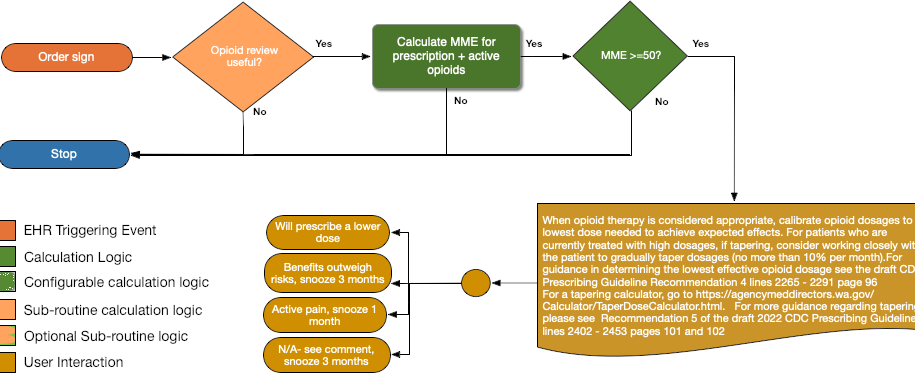 Order sign
Opioid review
useful?
Yes
No
Calculate MME for
prescription + active
opioids
Yes
No
MME >=50?
Yes
No
Stop
When opioid therapy is considered appropriate, calibrate opioid dosages to
lowest dose needed to achieve expected effects. For patients who are
currently treated with high dosages, if tapering, consider working closely
the patient to gradually taper dosages (no more than 10% per month).For
guidance in determining the lowest effective opioid dosage see the draft
Prescribing Guideline Recommendation 4 lines 2265 - 2291 page 96
For a tapering calculator, go to https://agencymeddirectors.wa.gov/
Calculator/TaperDoseCalculator.html. For more guidance regarding tapering
please see Recommendation 5 of the draft 2022 CDC Prescribing Guideline
lines 2402 - 2453 pages 101 and 102
Will prescribe a lower
dose
Benefits outweigh
risks, snooze 3 months
Active pain, snooze 1
month
N/A- see comment,
snooze 3 months
EHR Triggering Event
Calculation Logic
Configurable calculation logic
Sub-routine calculation logic
Optional Sub-routine logic
User Interaction